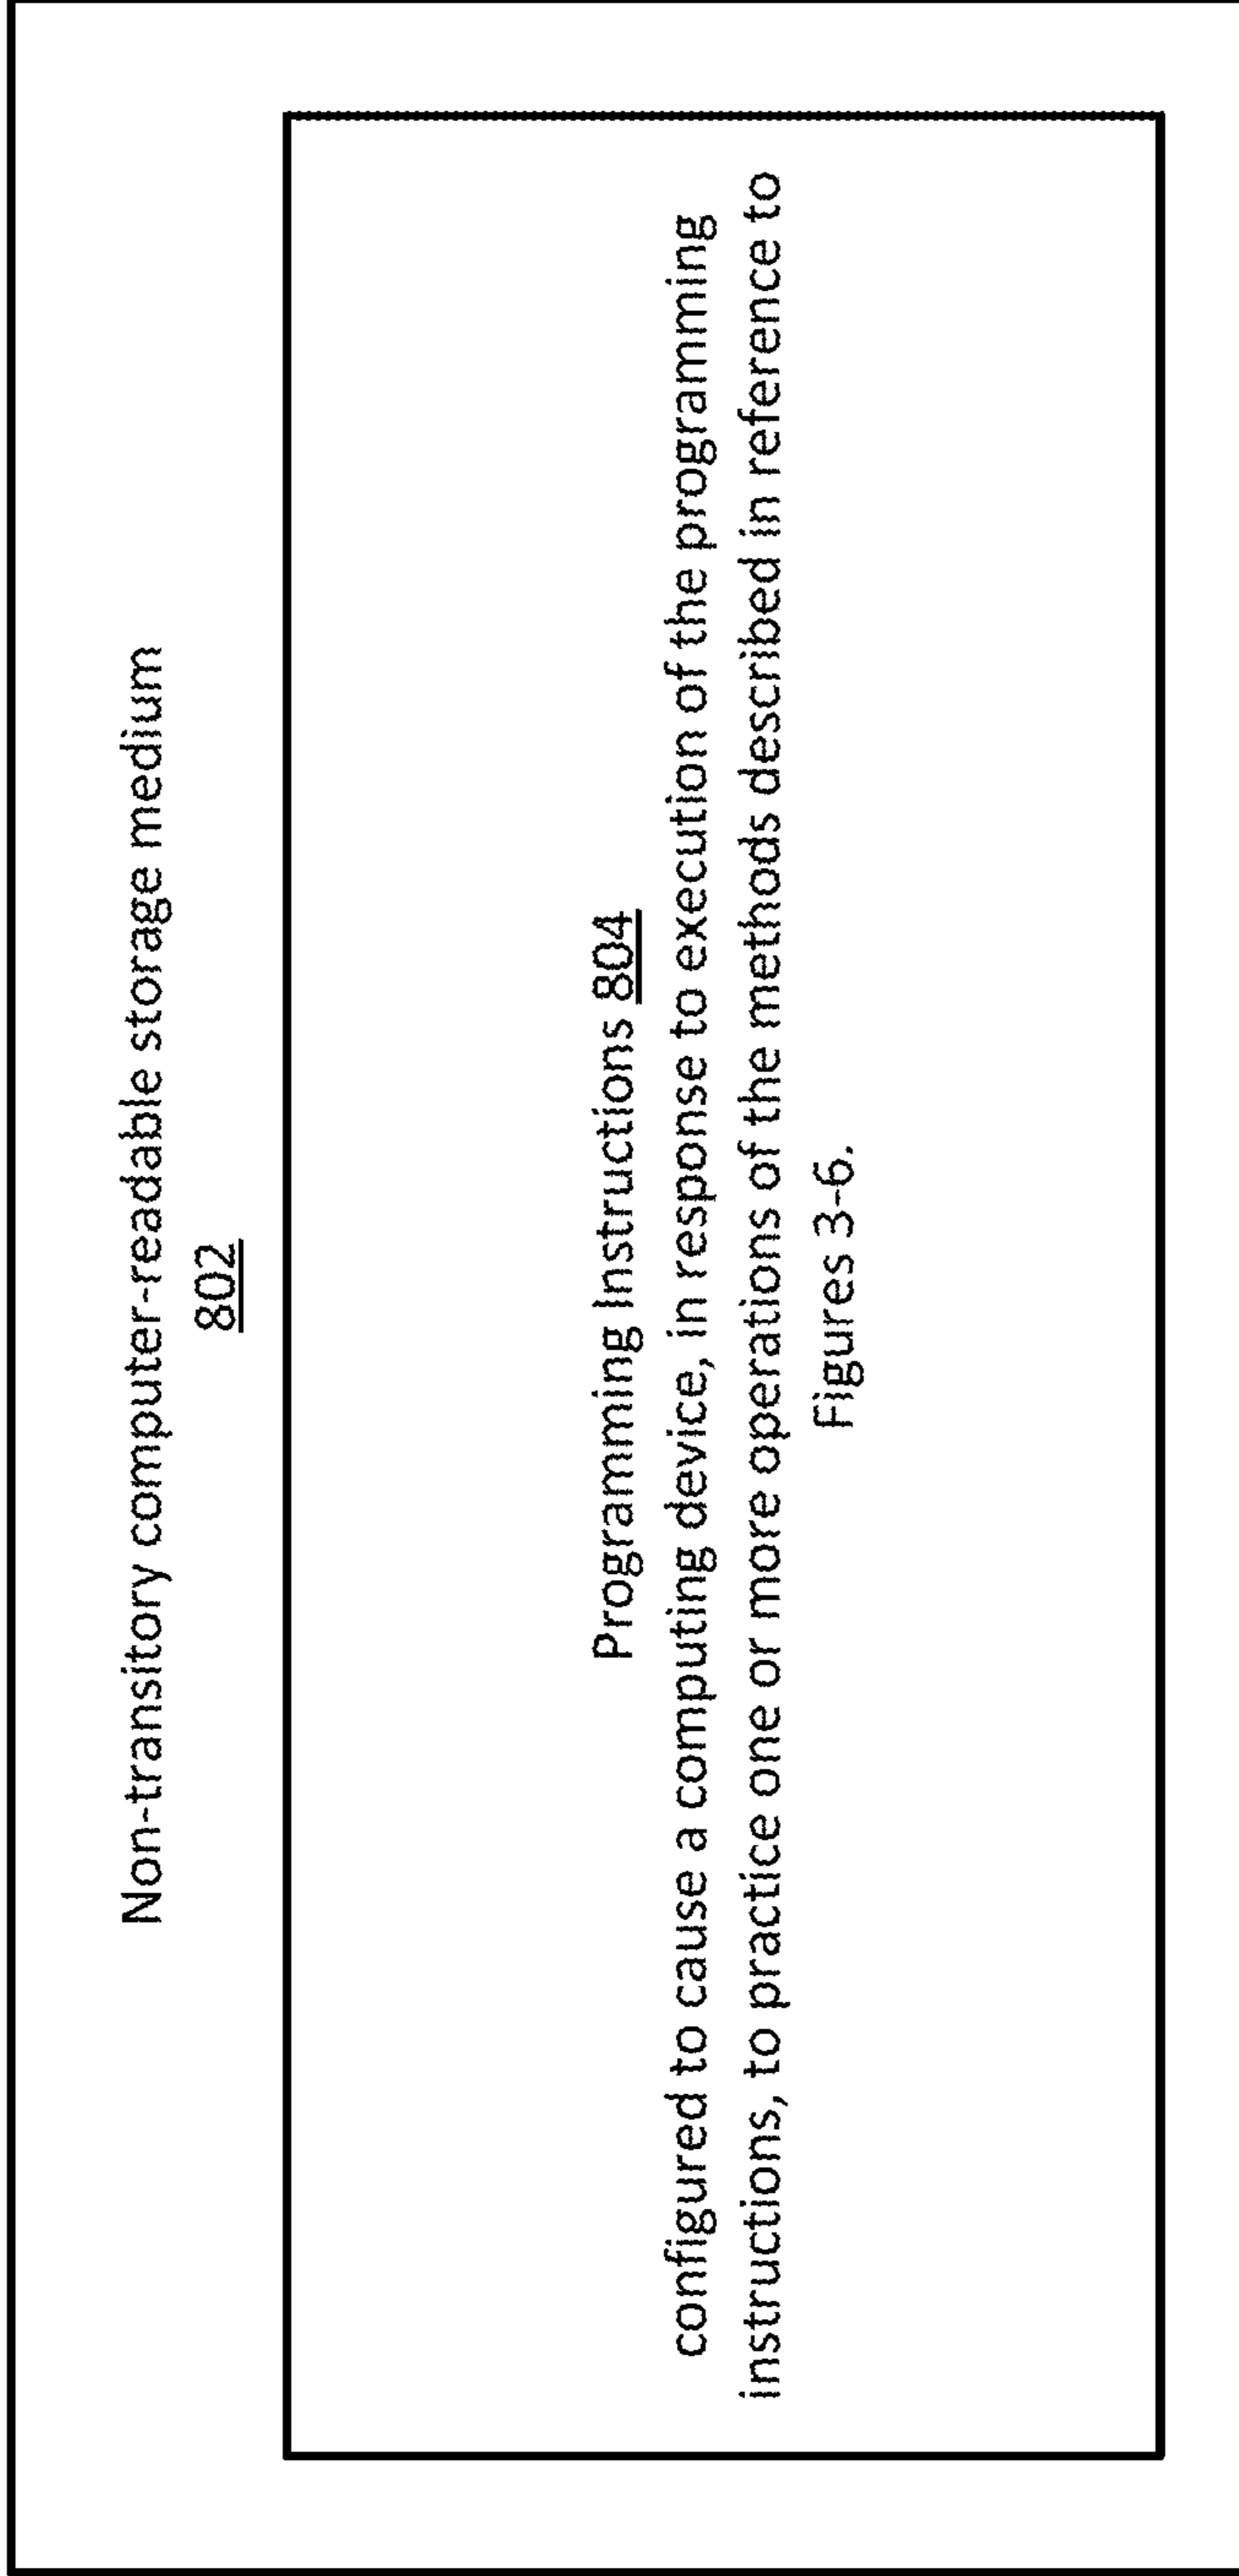 Non-transitory computer-readable storage medium
802
Programming Instructions 804
configured to cause a computing device, in response to execution of the programming
instructions, to practice one or more operations of the methods described in reference to
Figures 3-6.